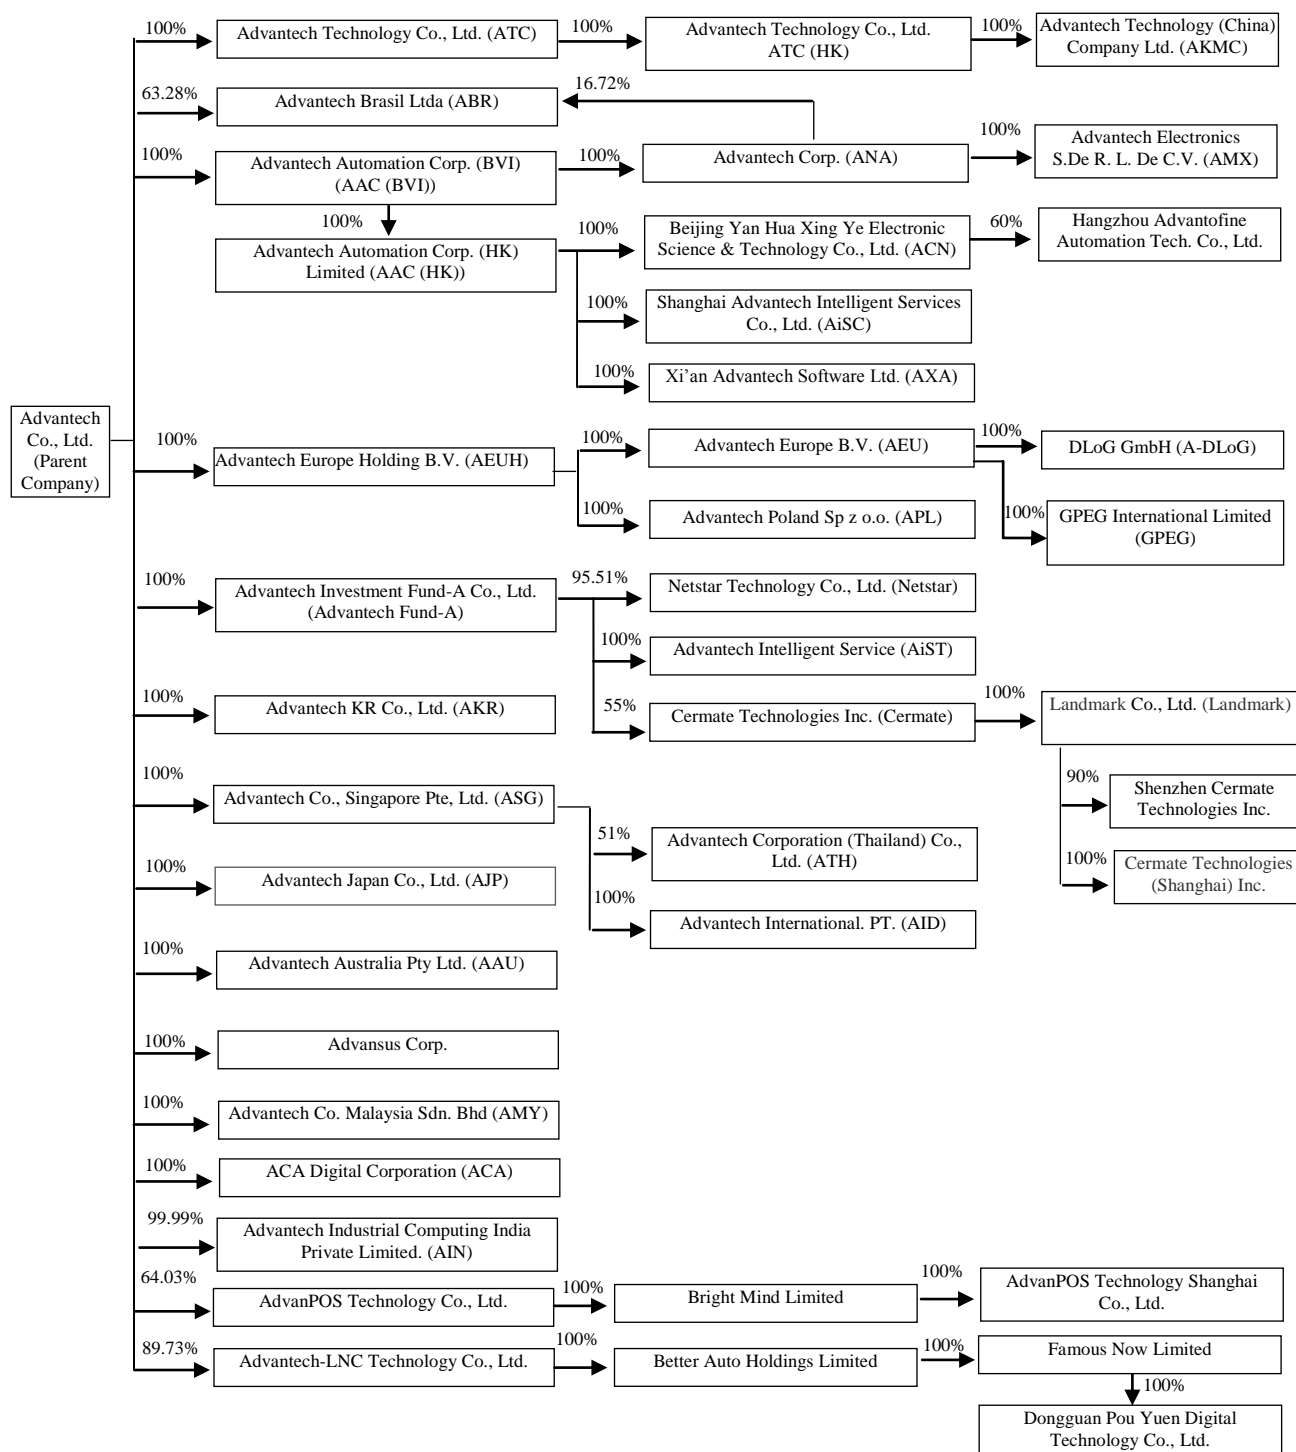 100%
Advantech Technology Co., Ltd. (ATC)
100%
Advantech Technology Co., Ltd.
ATC (HK)
100%
Advantech Technology (China)
Company Ltd. (AKMC)
63.28%
Advantech Brasil Ltda (ABR)
16.72%
100%
Advantech Automation Corp. (BVI)
(AAC (BVI))
100%
Advantech Corp. (ANA)
100%
Advantech Electronics
S.De R. L. De C.V. (AMX)
100%
Advantech Automation Corp. (HK)
Limited (AAC (HK))
100%
Beijing Yan Hua Xing Ye Electronic
Science & Technology Co., Ltd. (ACN)
60%
Hangzhou Advantofine
Automation Tech. Co., Ltd.
100%
Shanghai Advantech Intelligent Services
Co., Ltd. (AiSC)
100%
Xi’an Advantech Software Ltd. (AXA)
Advantech
Co., Ltd.
(Parent
Company)
100%
Advantech Europe Holding B.V. (AEUH)
100%
Advantech Europe B.V. (AEU)
100%
DLoG GmbH (A-DLoG)
100%
Advantech Poland Sp z o.o. (APL)
100%
GPEG International Limited
(GPEG)
100%
Advantech Investment Fund-A Co., Ltd.
(Advantech Fund-A)
95.51%
Netstar Technology Co., Ltd. (Netstar)
100%
Advantech Intelligent Service (AiST)
55%
Cermate Technologies Inc. (Cermate)
100%
Landmark Co., Ltd. (Landmark)
100%
Advantech KR Co., Ltd. (AKR)
90%
Shenzhen Cermate
Technologies Inc.
100%
Cermate Technologies
(Shanghai) Inc.
100%
Advantech Co., Singapore Pte, Ltd. (ASG)
51%
Advantech Corporation (Thailand) Co.,
Ltd. (ATH)
100%
Advantech International. PT. (AID)
100%
Advantech Japan Co., Ltd. (AJP)
100%
Advantech Australia Pty Ltd. (AAU)
100%
Advansus Corp.
100%
Advantech Co. Malaysia Sdn. Bhd (AMY)
100%
ACA Digital Corporation (ACA)
99.99%
Advantech Industrial Computing India
Private Limited. (AIN)
64.03%
AdvanPOS Technology Co., Ltd.
100%
Bright Mind Limited
100%
AdvanPOS Technology Shanghai
Co., Ltd.
89.73%
Advantech-LNC Technology Co., Ltd.
100%
Better Auto Holdings Limited
100%
Famous Now Limited
100%
Dongguan Pou Yuen Digital
Technology Co., Ltd.